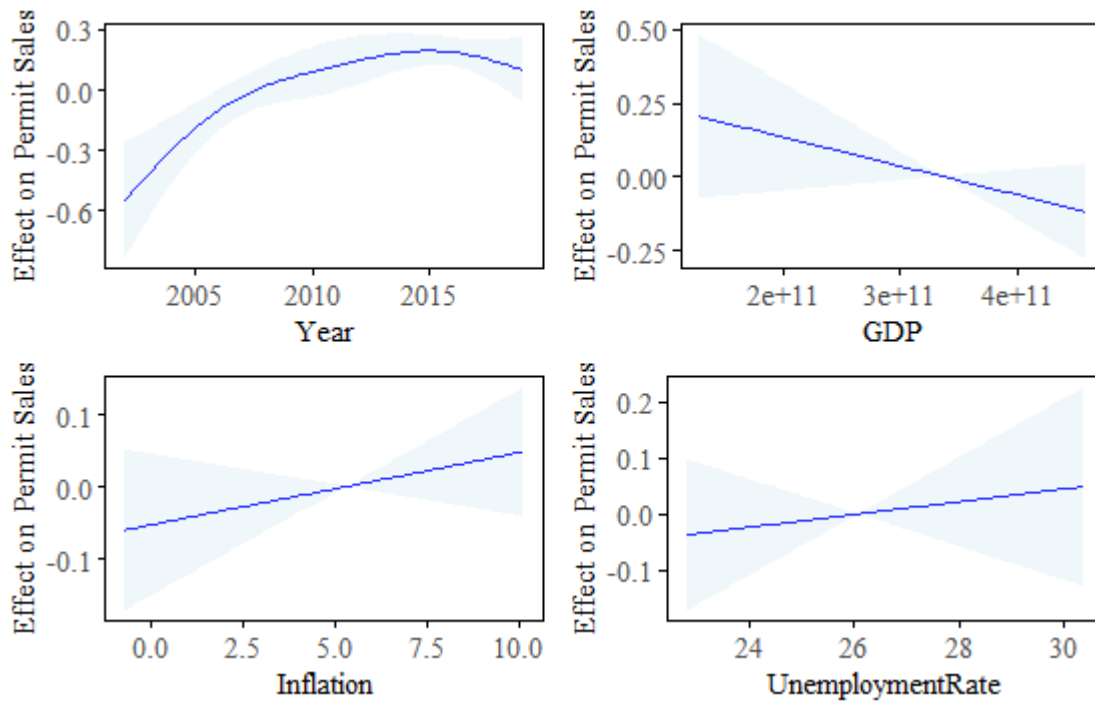 Effect on Permit Sales
0.3
0.0
-0.3
-0.6
2005 2010 2015
Year
Effect on Permit Sales
0.50
0.25
0.00
-0.25
2e+11 3e+11 4e+11
GDP
Effect on Permit Sales
0.1
0.0
-0.1
0.0 2.5 5.0 7.5 10.0
Inflation
Effect on Permit Sales
0.2
0.1
0.0
-0.1
24 26 28 30
UnemploymentRate